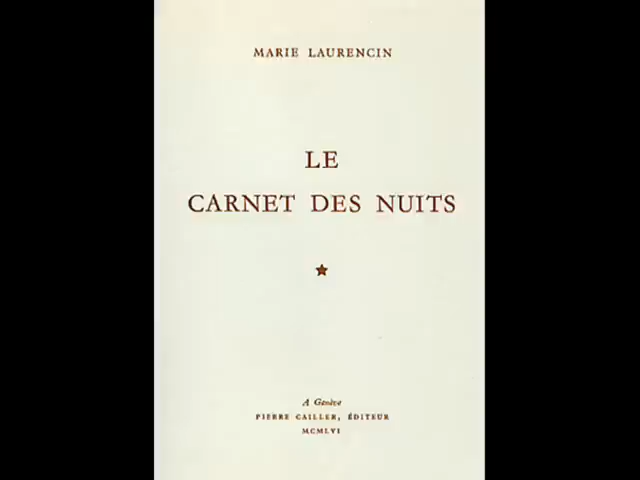 MARIE LAURENCIN
LE
CARNET DES NUITS
A Genève
PIERRE CAILLER, ÉDITEUR
MCMLVI